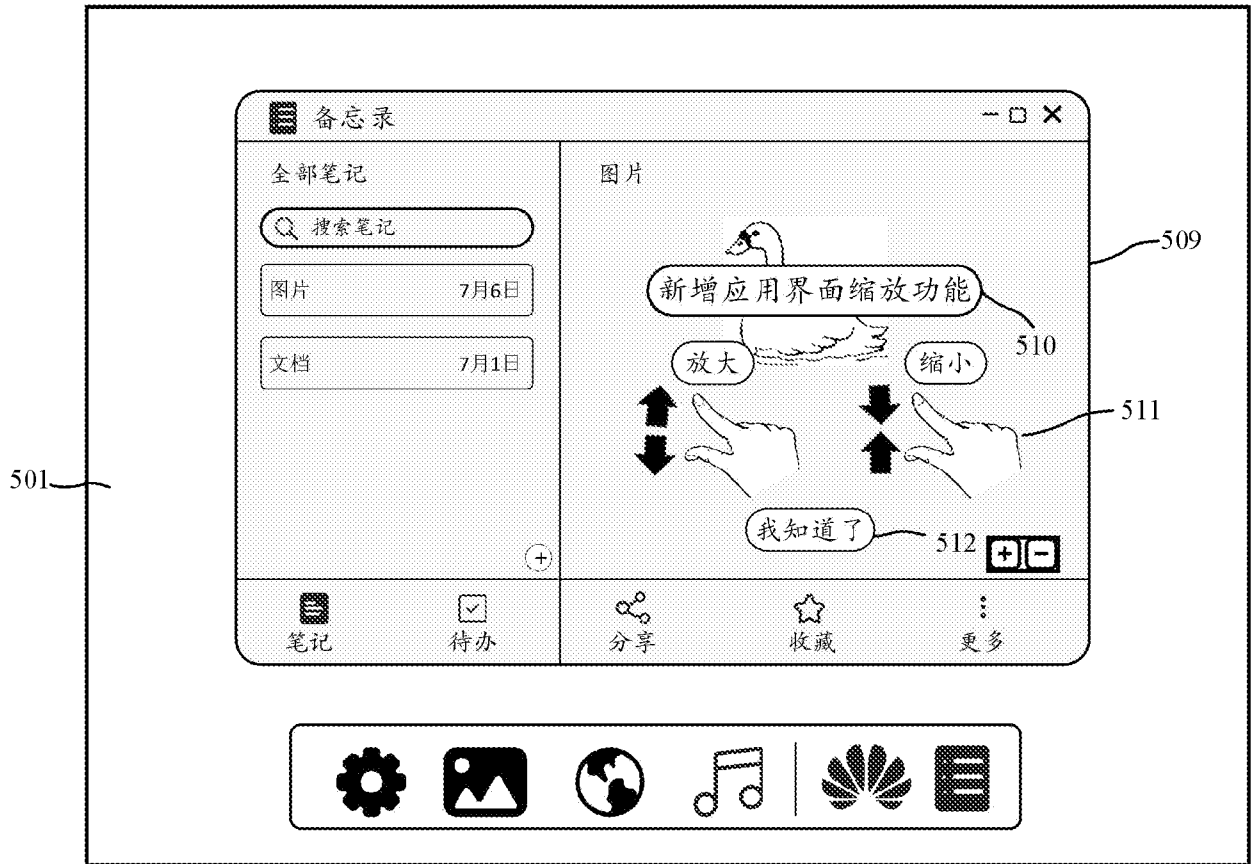 备忘录
全部笔记
搜索笔记
图片 7月6日
文档 7月1日
图片
新增应用界面缩放功能
放大
缩小
我知道了
笔记
待办
分享
收藏
更多
501
509
510
511
512